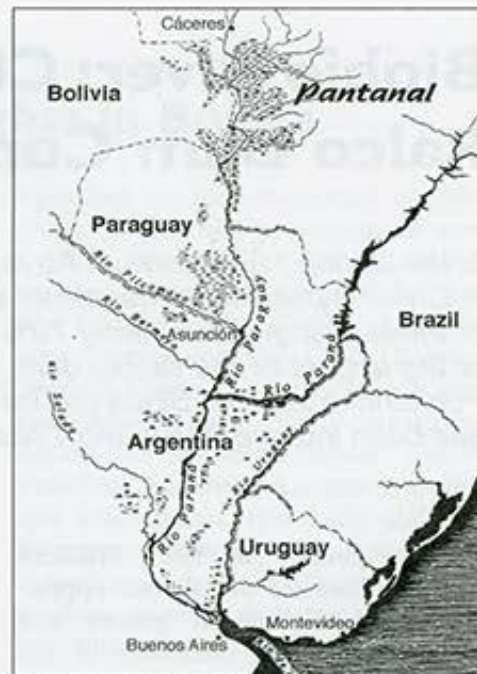 Cáceres
Bolivia
Pantanal
Paraguay
Río Pilcomayo
Río Bermejo
Asunción
Río Paraguay
Brazil
Río Paraná
Río Salado
Argentina
Río Paraná
Río Uruguay
Uruguay
Montevideo
Buenos Aires